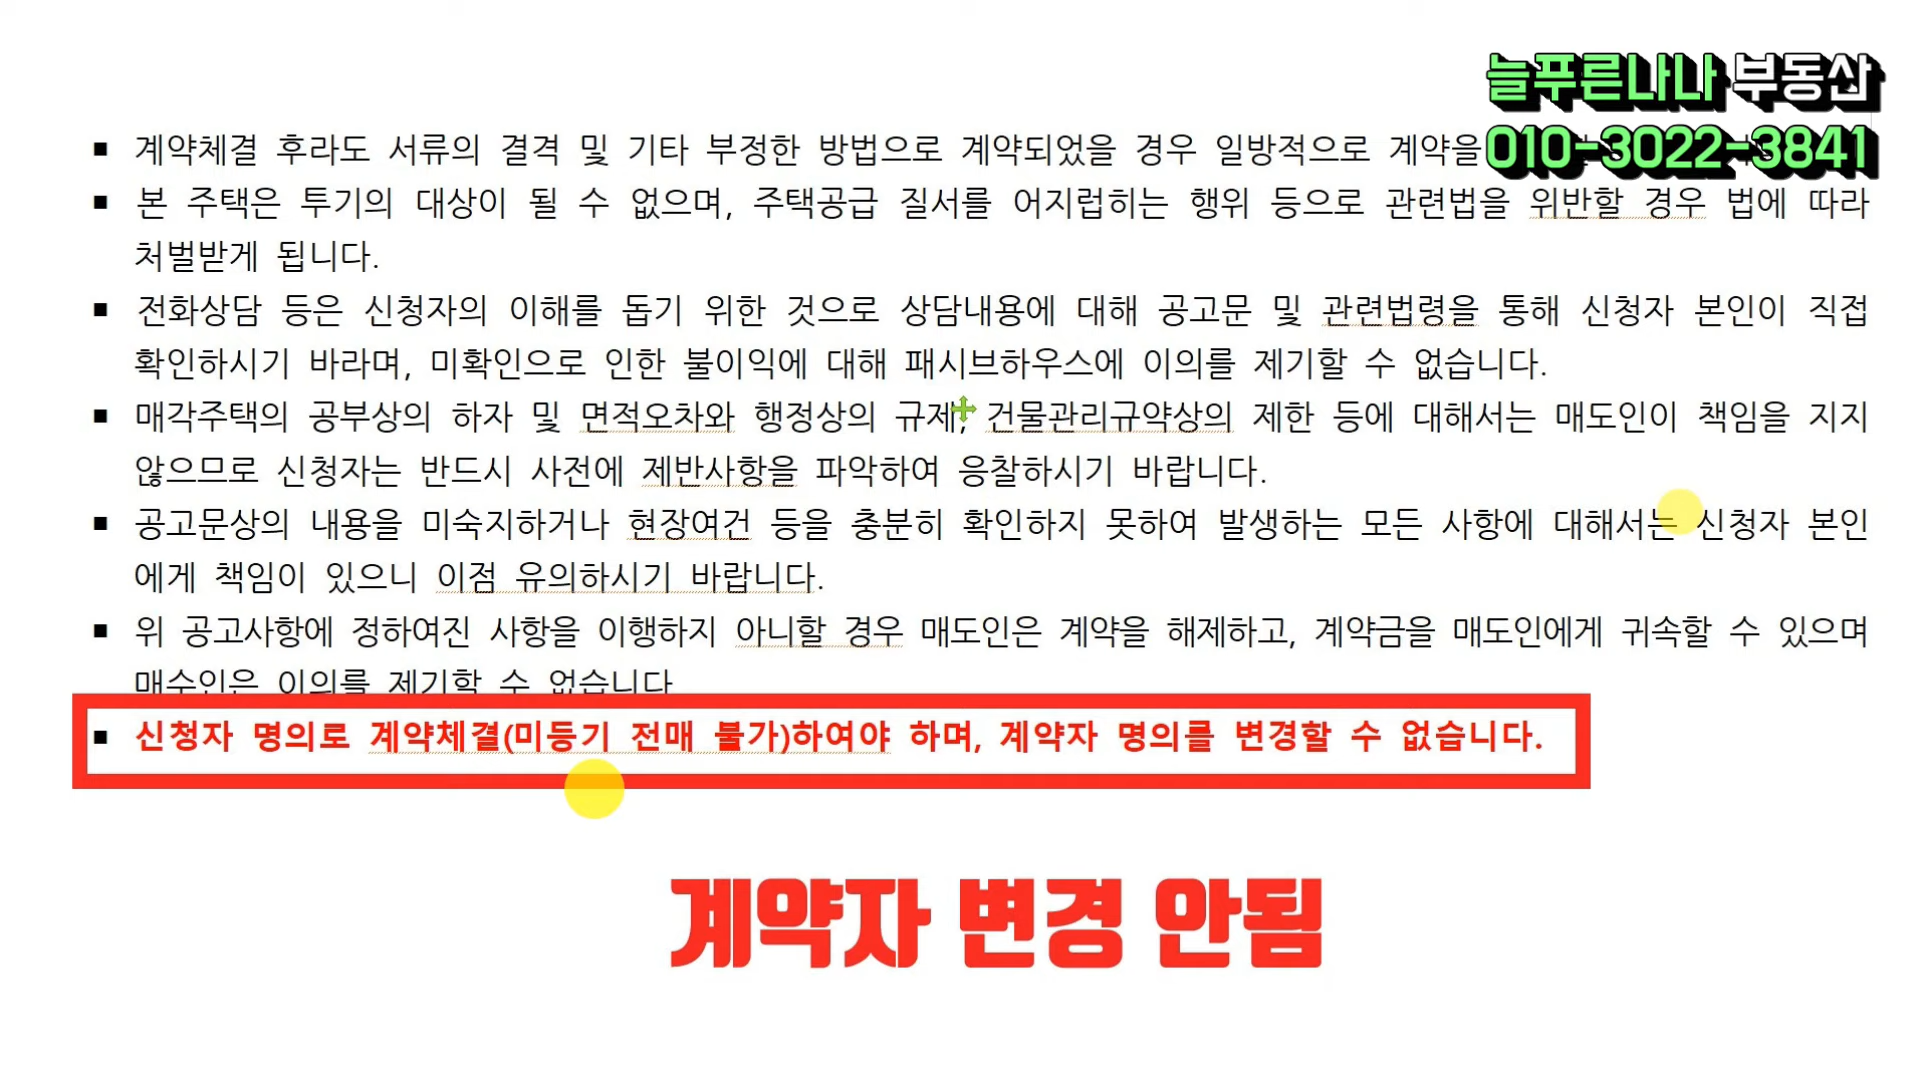 늘푸른나나 부동산
010-3022-3841
▪ 계약체결 후라도 서류의 결격 및 기타 부정한 방법으로 계약되었을 경우 일방적으로 계약을
▪ 본 주택은 투기의 대상이 될 수 없으며, 주택공급 질서를 어지럽히는 행위 등으로 관련법을 위반할 경우 법에 따라
처벌받게 됩니다.
▪ 전화상담 등은 신청자의 이해를 돕기 위한 것으로 상담내용에 대해 공고문 및 관련법령을 통해 신청자 본인이 직접
확인하시기 바라며, 미확인으로 인한 불이익에 대해 패시브하우스에 이의를 제기할 수 없습니다.
▪ 매각주택의 공부상의 하자 및 면적오차와 행정상의 규제, 건물관리규약상의 제한 등에 대해서는 매도인이 책임을 지지
않으므로 신청자는 반드시 사전에 제반사항을 파악하여 응찰하시기 바랍니다.
▪ 공고문상의 내용을 미숙지하거나 현장여건 등을 충분히 확인하지 못하여 발생하는 모든 사항에 대해서는 신청자 본인
에게 책임이 있으니 이점 유의하시기 바랍니다.
▪ 위 공고사항에 정하여진 사항을 이행하지 아니할 경우 매도인은 계약을 해제하고, 계약금을 매도인에게 귀속할 수 있으며
매수인은 이의를 제기할 수 없습니다
▪ 신청자 명의로 계약체결(미등기 전매 불가)하여야 하며, 계약자 명의를 변경할 수 없습니다.
계약자 변경 안됨